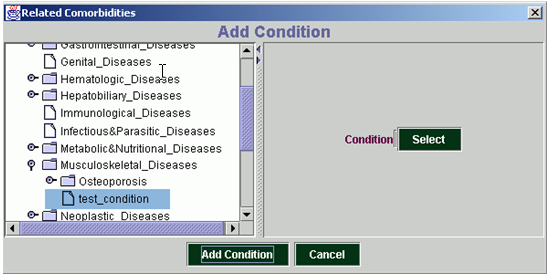 Related Comorbidities
Add Condition
Gastrointestinal_Diseases
Genital_Diseases
Hematologic_Diseases
Hepatobiliary_Diseases
Immunological_Diseases
Infectious&Parasitic_Diseases
Metabolic&Nutritional_Diseases
Musculoskeletal_Diseases
Osteoporosis
test_condition
Neoplastic_Diseases
Condition Select
Add Condition Cancel